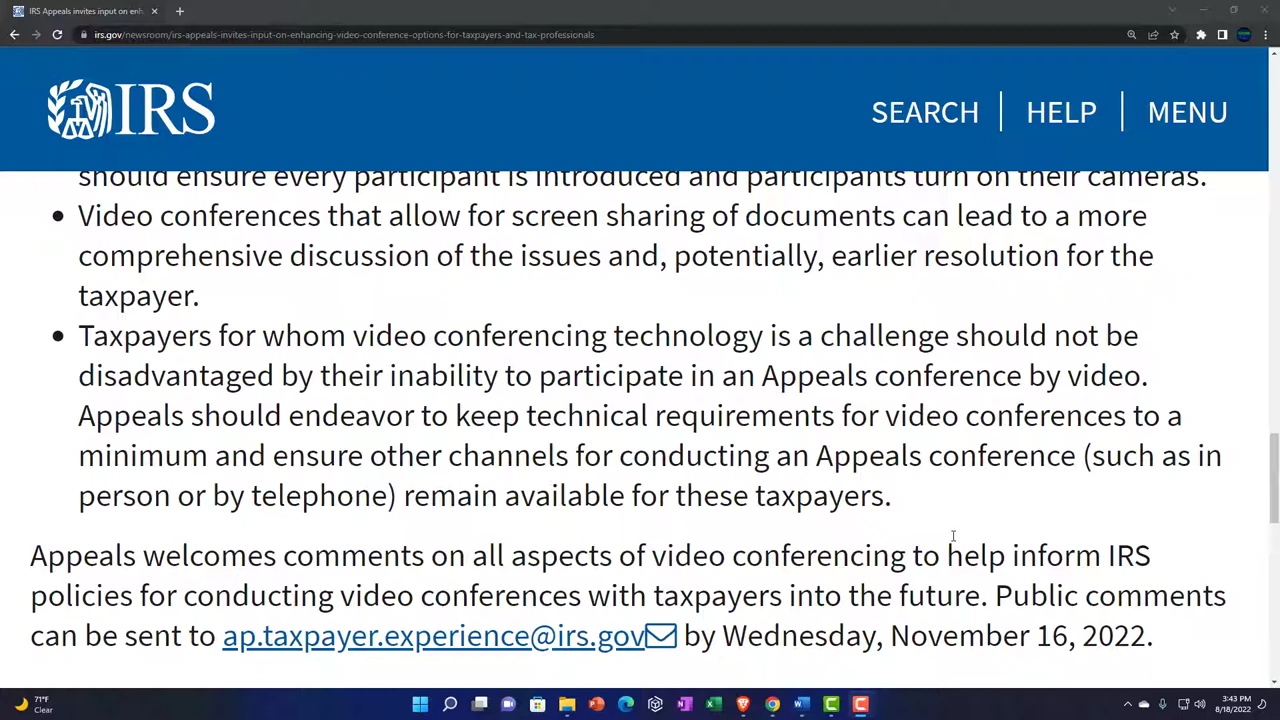 IRS Appeals invites input on enh
irs.gov/newsroom/irs-appeals-invites-input-on-enhancing-video-conference-options-for-taxpayers-and-tax-professionals
IRS
SEARCH
HELP
MENU
should ensure every participant is introduced and participants turn on their cameras.
Video conferences that allow for screen sharing of documents can lead to a more
comprehensive discussion of the issues and, potentially, earlier resolution for the
taxpayer.
Taxpayers for whom video conferencing technology is a challenge should not be
disadvantaged by their inability to participate in an Appeals conference by video.
Appeals should endeavor to keep technical requirements for video conferences to a
minimum and ensure other channels for conducting an Appeals conference (such as in
person or by telephone) remain available for these taxpayers.
Appeals welcomes comments on all aspects of video conferencing to help inform IRS
policies for conducting video conferences with taxpayers into the future. Public comments
can be sent to ap.taxpayer.experience@irs.gov by Wednesday, November 16, 2022.
71°F
Clear
3:43 PM
8/18/2022